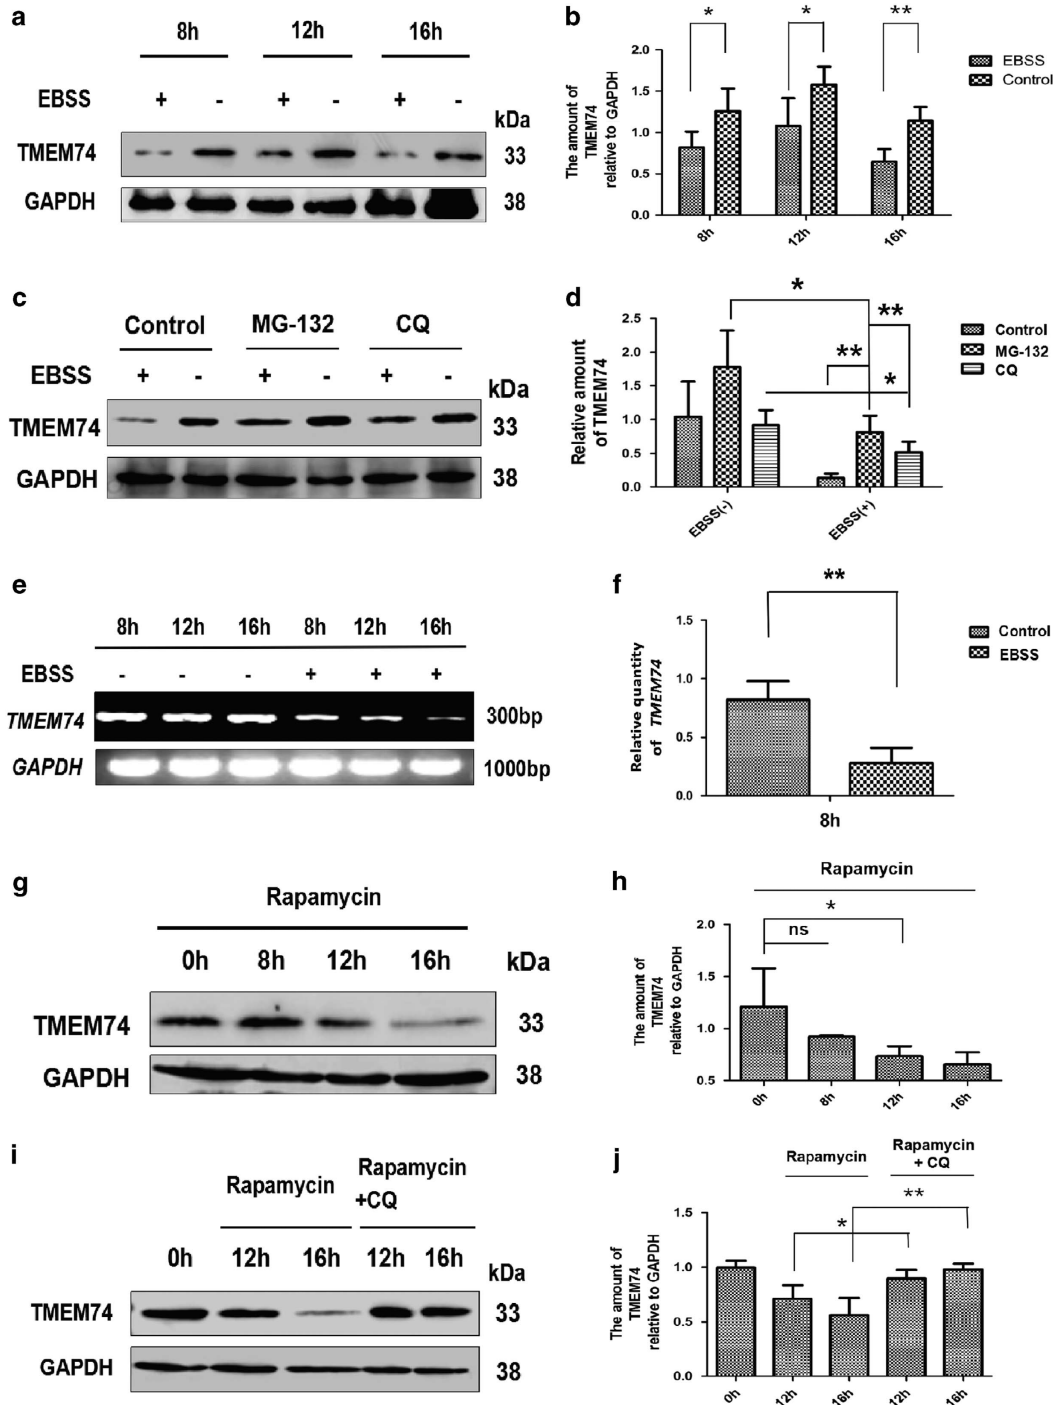 a
8h 12h 16h
EBSS + - + - + -
kDa
TMEM74 33
GAPDH 38
b
* * **
The amount of
TMEM74
relative to GAPDH
2.0
1.5
1.0
0.5
0.0
8h 12h 16h
EBSS
Control
c
Control MG-132 CQ
EBSS + - + - + -
kDa
TMEM74 33
GAPDH 38
d
* ** ** *
Relative amount
of TMEM74
2.5
2.0
1.5
1.0
0.5
0.0
EBSS(-) EBSS(+)
Control
MG-132
CQ
e
8h 12h 16h 8h 12h 16h
EBSS - - - + + +
TMEM74 300bp
GAPDH 1000bp
f
**
Relative quantity
of TMEM74
1.5
1.0
0.5
0.0
8h
Control
EBSS
g
Rapamycin
0h 8h 12h 16h
kDa
TMEM74 33
GAPDH 38
h
Rapamycin
*
ns
The amount of
TMEM74
relative to GAPDH
2.0
1.5
1.0
0.5
0h 8h 12h 16h
i
Rapamycin
Rapamycin
+CQ
0h 12h 16h 12h 16h
kDa
TMEM74 33
GAPDH 38
j
Rapamycin
Rapamycin
+ CQ
* **
The amount of
TMEM74
relative to GAPDH
1.5
1.0
0.5
0.0
0h 12h 16h 12h 16h